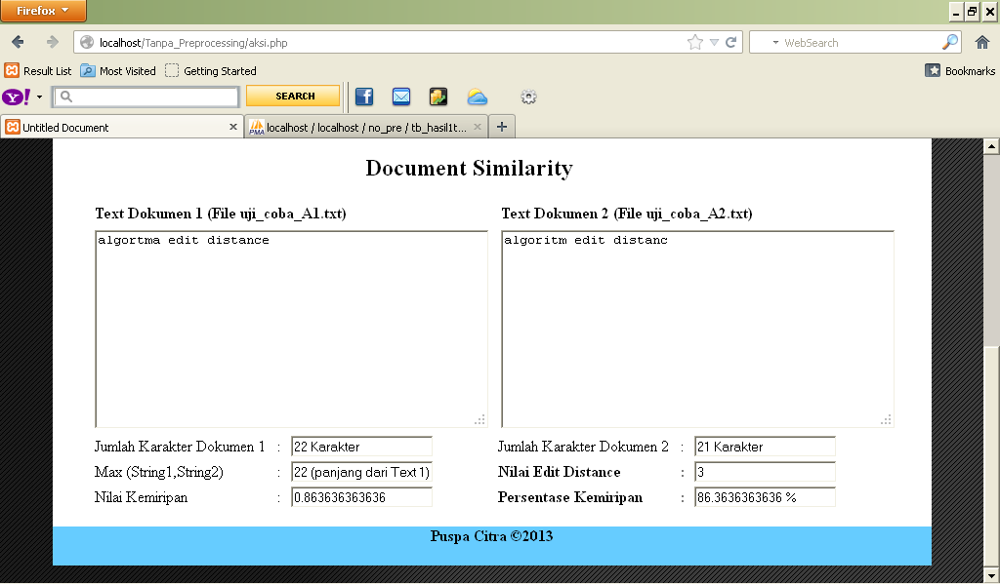 Firefox
localhost/Tanpa_Preprocessing/aksi.php
WebSearch
Result List
Most Visited
Getting Started
Bookmarks
Y!
SEARCH
Untitled Document
PMA
localhost / localhost / no_pre / tb_hasil1t...
Document Similarity
Text Dokumen 1 (File uji_coba_A1.txt)
Text Dokumen 2 (File uji_coba_A2.txt)
algortma edit distance
algoritm edit distanc
Jumlah Karakter Dokumen 1 : 22 Karakter
Jumlah Karakter Dokumen 2 : 21 Karakter
Max (String1,String2) : 22 (panjang dari Text 1)
Nilai Edit Distance : 3
Nilai Kemiripan : 0.863636363636
Persentase Kemiripan : 86.3636363636 %
Puspa Citra ©2013